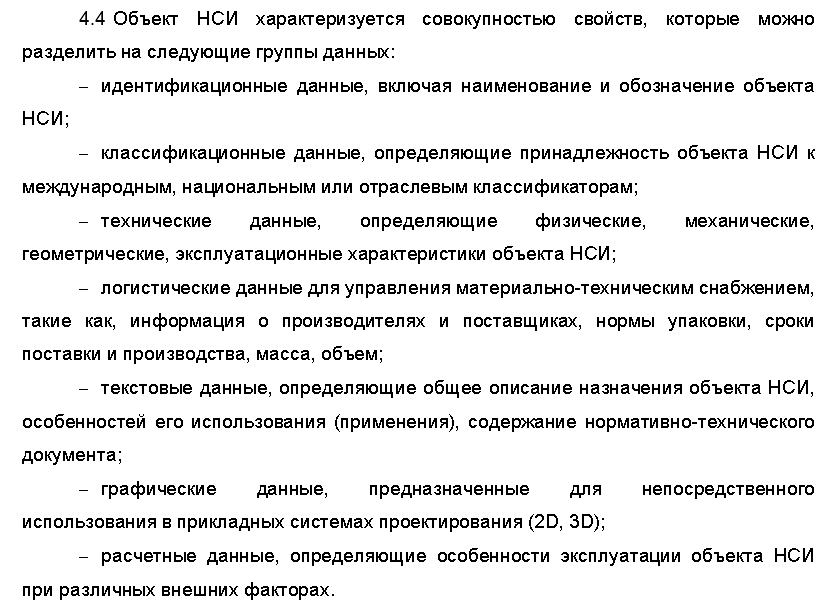 4.4 Объект НСИ характеризуется совокупностью свойств, которые можно
разделить на следующие группы данных:
– идентификационные данные, включая наименование и обозначение объекта
НСИ;
– классификационные данные, определяющие принадлежность объекта НСИ к
международным, национальным или отраслевым классификаторам;
– технические данные, определяющие физические, механические,
геометрические, эксплуатационные характеристики объекта НСИ;
– логистические данные для управления материально-техническим снабжением,
такие как, информация о производителях и поставщиках, нормы упаковки, сроки
поставки и производства, масса, объем;
– текстовые данные, определяющие общее описание назначения объекта НСИ,
особенностей его использования (применения), содержание нормативно-технического
документа;
– графические данные, предназначенные для непосредственного
использования в прикладных системах проектирования (2D, 3D);
– расчетные данные, определяющие особенности эксплуатации объекта НСИ
при различных внешних факторах.